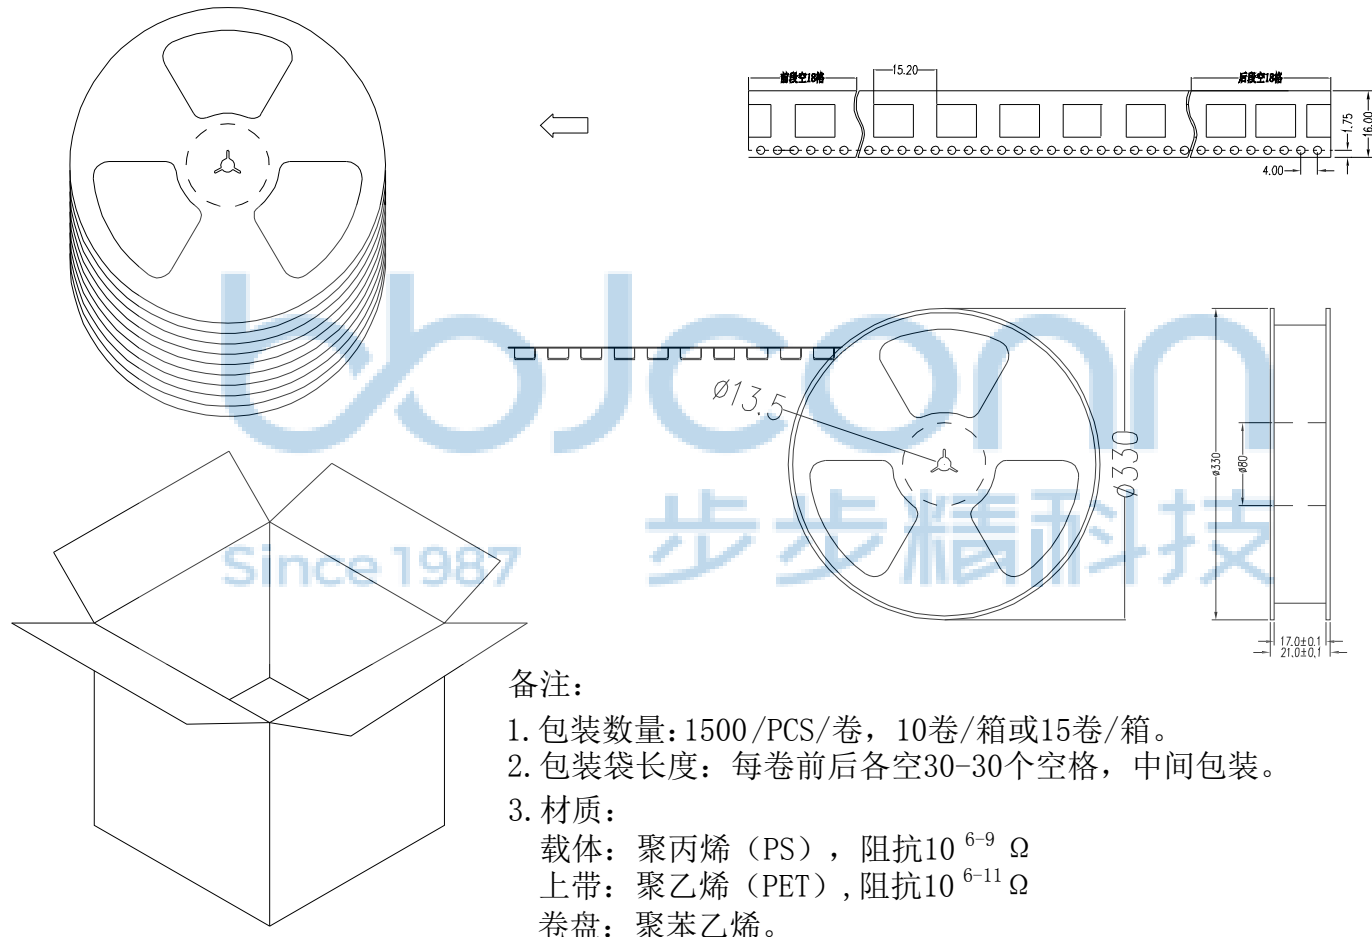 前段空18格
15.20
后段空18格
1.75
16.00
4.00
bbjconn
ø13.5
ø330
ø330
ø80
步步精科技
Since 1987
17.0±0.1
21.0±0.1
备注：
1.包装数量:1500/PCS/卷，10卷/箱或15卷/箱。
2.包装袋长度：每卷前后各空30-30个空格，中间包装。
3.材质：
载体：聚丙烯（PS），阻抗10 6-9 Ω
上带：聚乙烯（PET）,阻抗10 6-11 Ω
卷盘：聚苯乙烯。